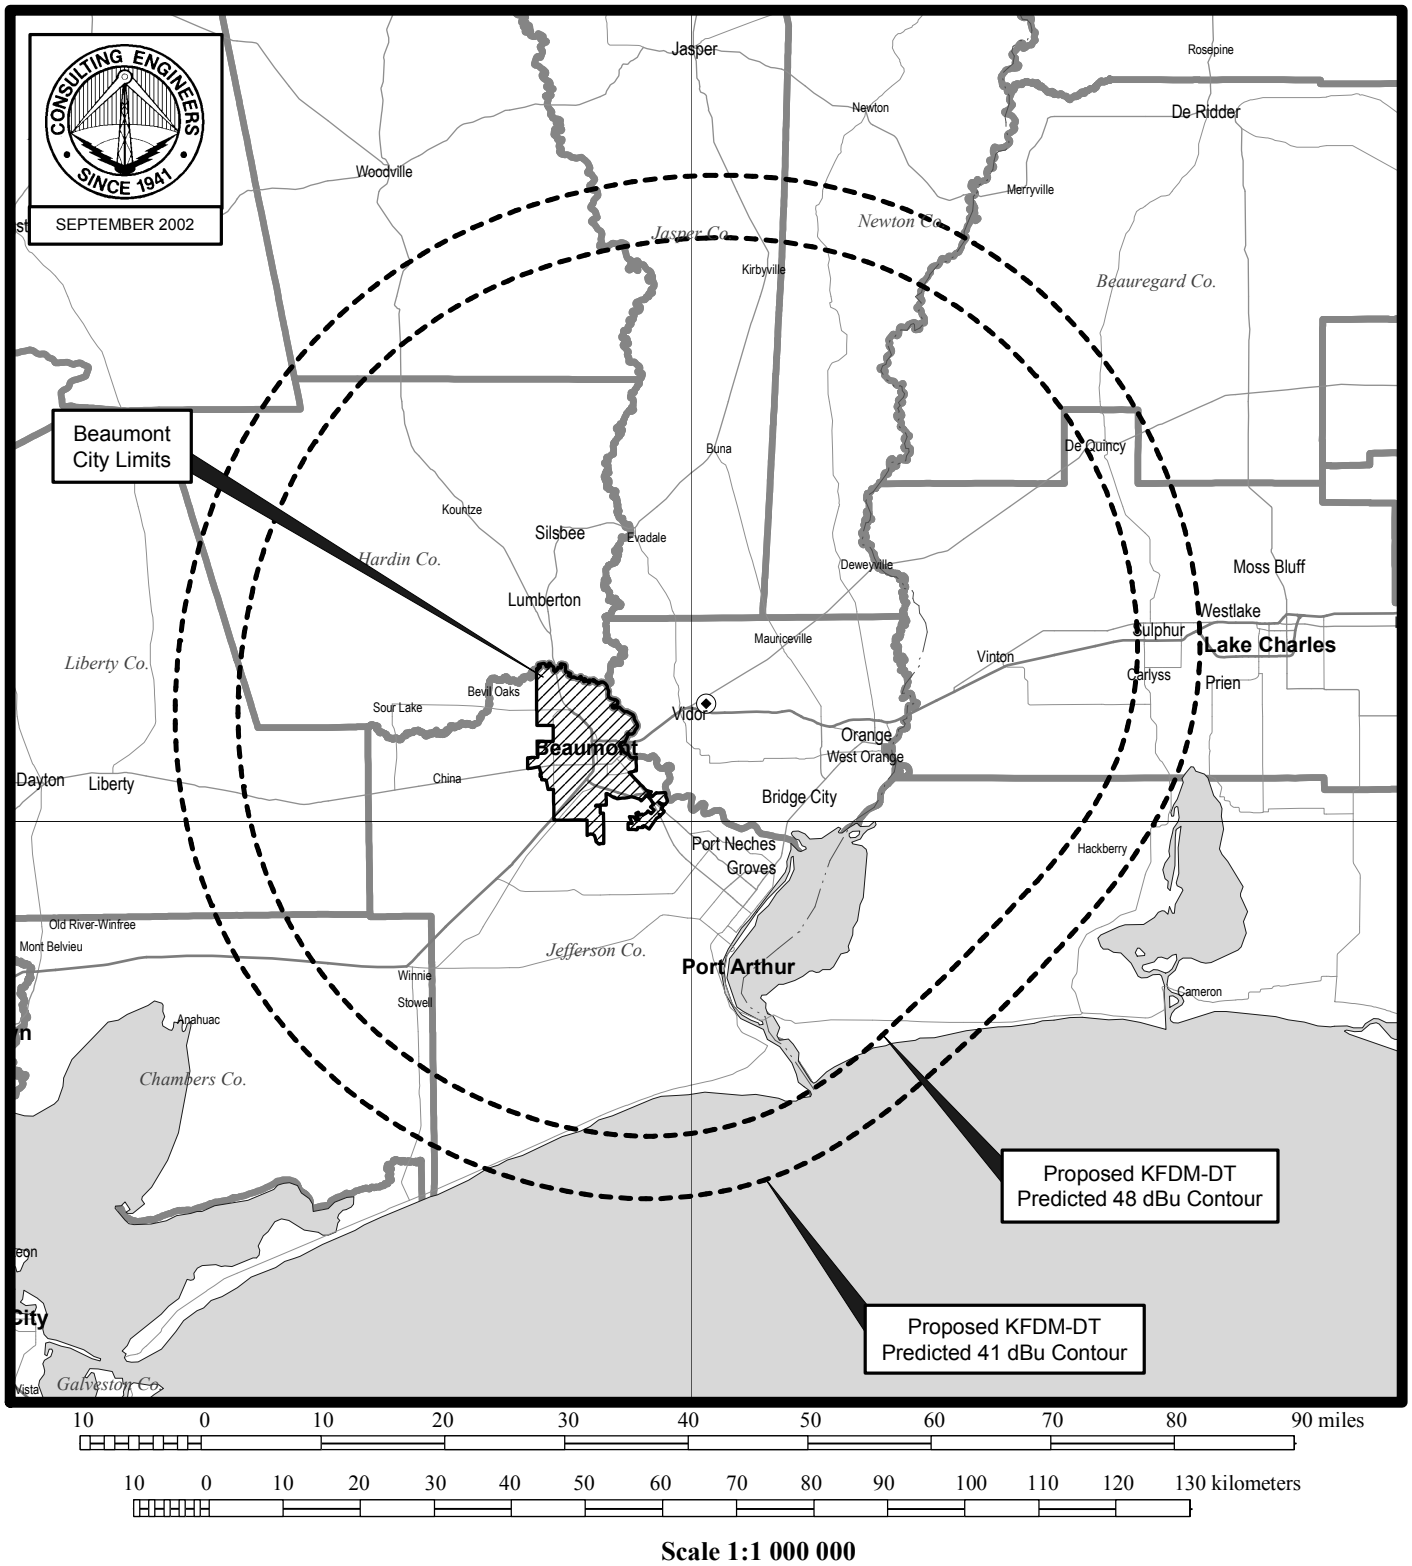 CONSULTING ENGINEERS
SINCE 1941
SEPTEMBER 2002
Jasper
Rosepine
Newton
De Ridder
Woodville
Merryville
st
Jasper Co.
Newton Co.
Kirbyville
Beauregard Co.
Beaumont
City Limits
Buna
De Quincy
Kountze
Silsbee
Evadale
Hardin Co.
Deweyville
Moss Bluff
Lumberton
Westlake
Mauriceville
Sulphur
Lake Charles
Liberty Co.
Vinton
Carlyss
Prien
Bevil Oaks
Sour Lake
Vidor
Orange
Beaumont
West Orange
Dayton
Liberty
China
Bridge City
Port Neches
Groves
Hackberry
Old River-Winfree
Mont Belvieu
Jefferson Co.
Port Arthur
Winnie
Stowell
Cameron
Anahuac
n
Chambers Co.
Proposed KFDM-DT
Predicted 48 dBu Contour
eon
City
Proposed KFDM-DT
Predicted 41 dBu Contour
Vista
Galveston Co.
10 0 10 20 30 40 50 60 70 80 90 miles
10 0 10 20 30 40 50 60 70 80 90 100 110 120 130 kilometers
Scale 1:1 000 000